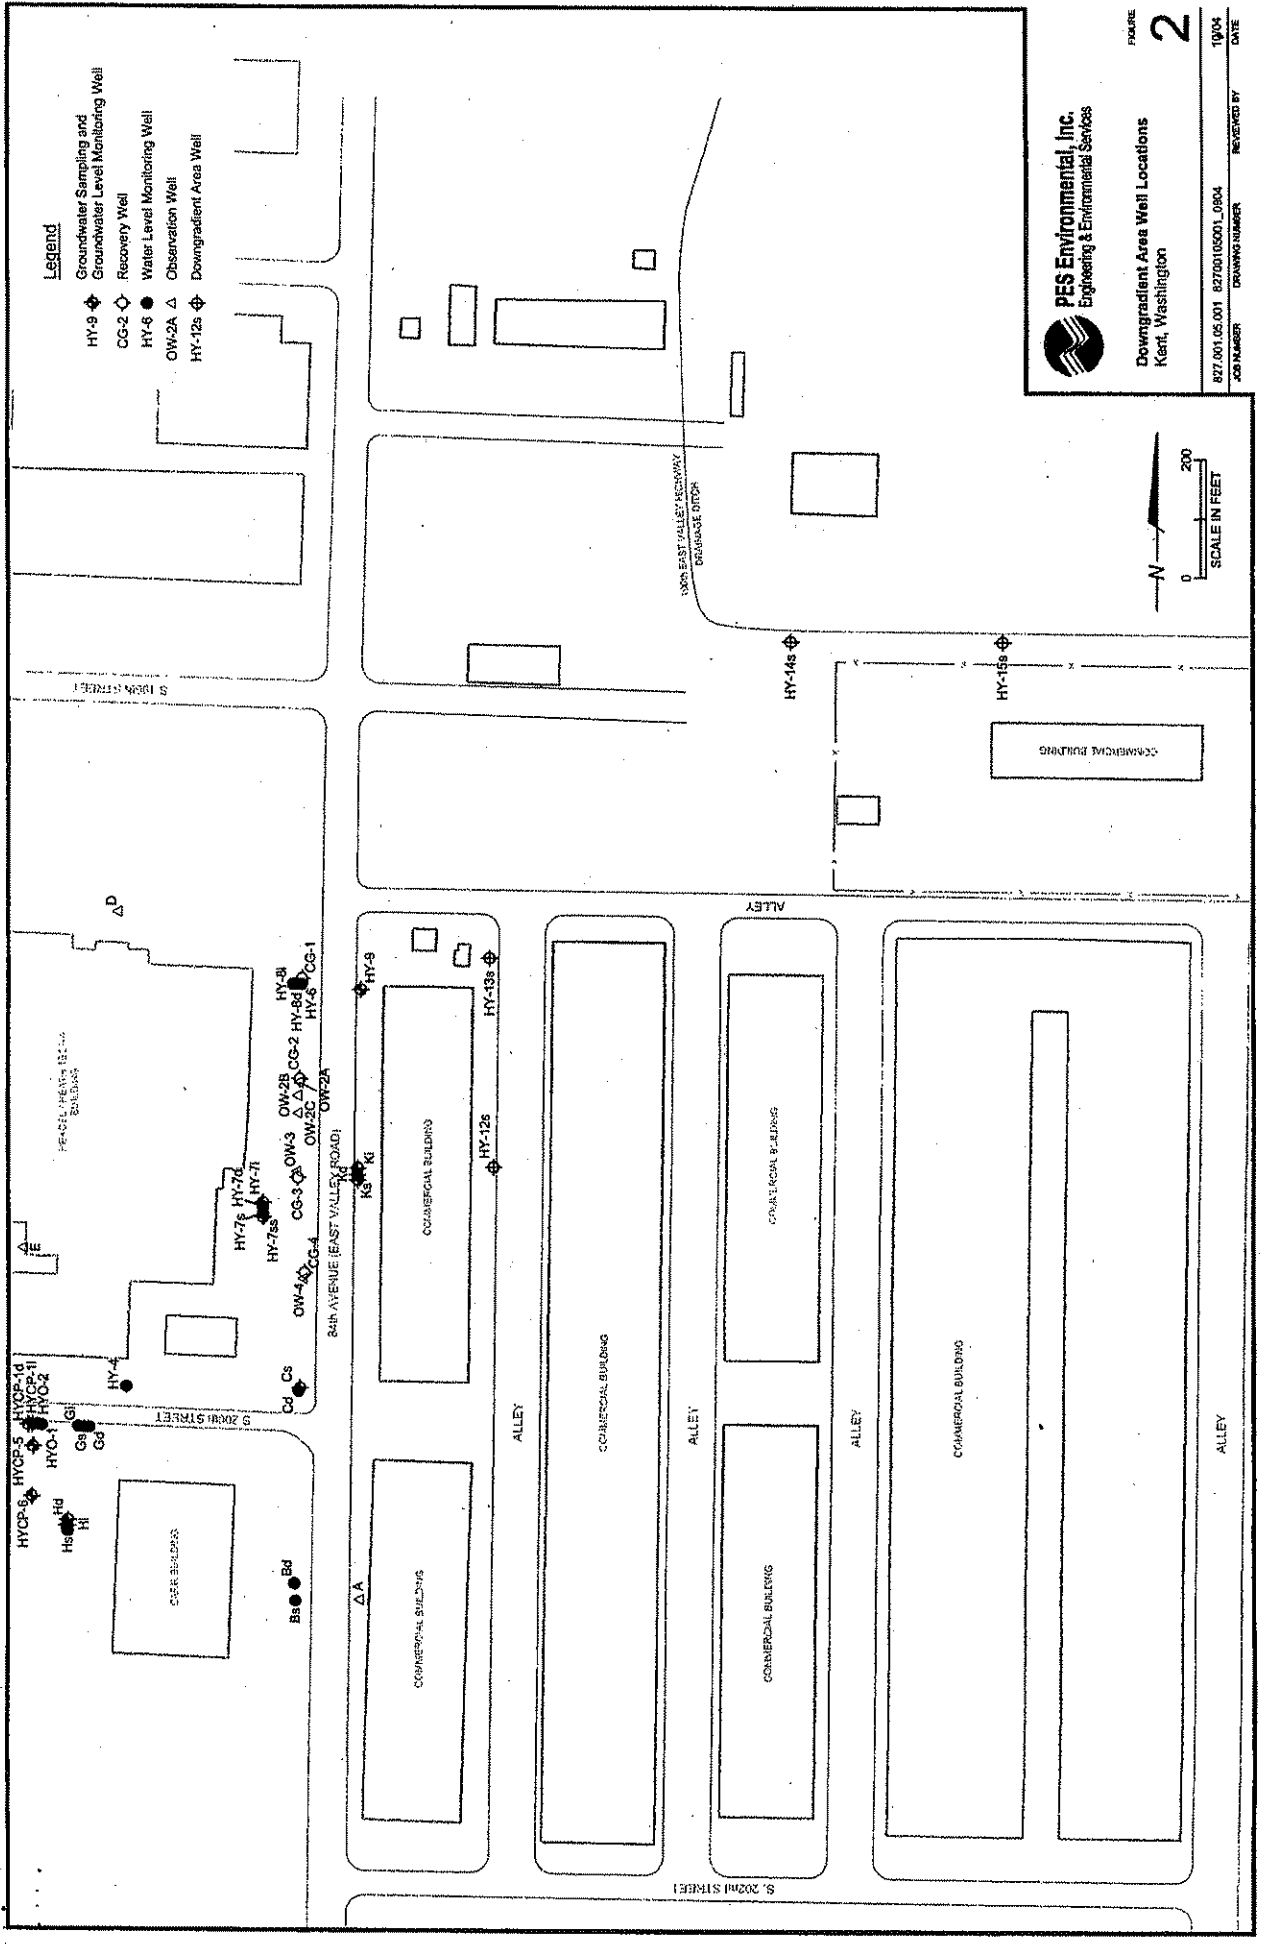 Legend
HY-9 Groundwater Sampling and
Groundwater Level Monitoring Well
CG-2 Recovery Well
HY-6 Water Level Monitoring Well
OW-2A Observation Well
HY-12s Downgradient Area Well
S 199th STREET
D
BUILDING
E
HY-8i
CG-1
HY-8d
HY-6
HY-9
HY-13s
CG-2
OW-2B
OW-2A
OW-2C
OW-3
CG-3
HY-7d
HY-7i
HY-7s
HY-7ss
Kd
Ki
Ks
HY-12s
OW-4
CG-4
84th AVENUE (EAST VALLEY ROAD)
HYCP-1d
HYCP-1i
HYO-2
HYCP-5
HYO-1
HYCP-6
Gi
Gs
Gd
Hd
Hs
Hi
HY-4
S 200th STREET
Cs
Cd
Bd
Bs
A
BUILDING
COMMERCIAL BUILDING
COMMERCIAL BUILDING
ALLEY
COMMERCIAL BUILDING
ALLEY
ALLEY
COMMERCIAL BUILDING
COMMERCIAL BUILDING
ALLEY
COMMERCIAL BUILDING
ALLEY
S. 202nd STREET
EAST VALLEY HIGHWAY
DRAINAGE DITCH
HY-14s
HY-15s
COMMERCIAL BUILDING
N
0 200
SCALE IN FEET
PES Environmental, Inc.
Engineering & Environmental Services
Downgradient Area Well Locations
Kent, Washington
FIGURE
2
827.001.05.001 82700105001_0904 10/04
JOB NUMBER DRAWING NUMBER REVIEWED BY DATE